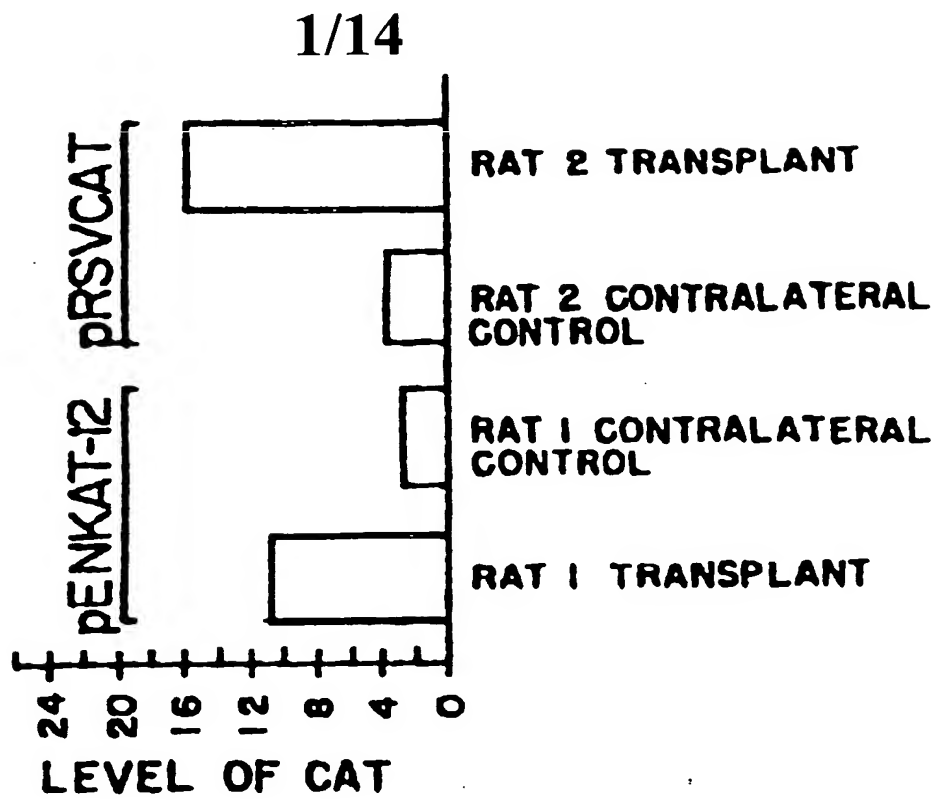 1/14
pRSVCAT
RAT 2 TRANSPLANT
RAT 2 CONTRALATERAL
CONTROL
pENKAT-12
RAT 1 CONTRALATERAL
CONTROL
RAT 1 TRANSPLANT
24 20 16 12 8 4 0
LEVEL OF CAT